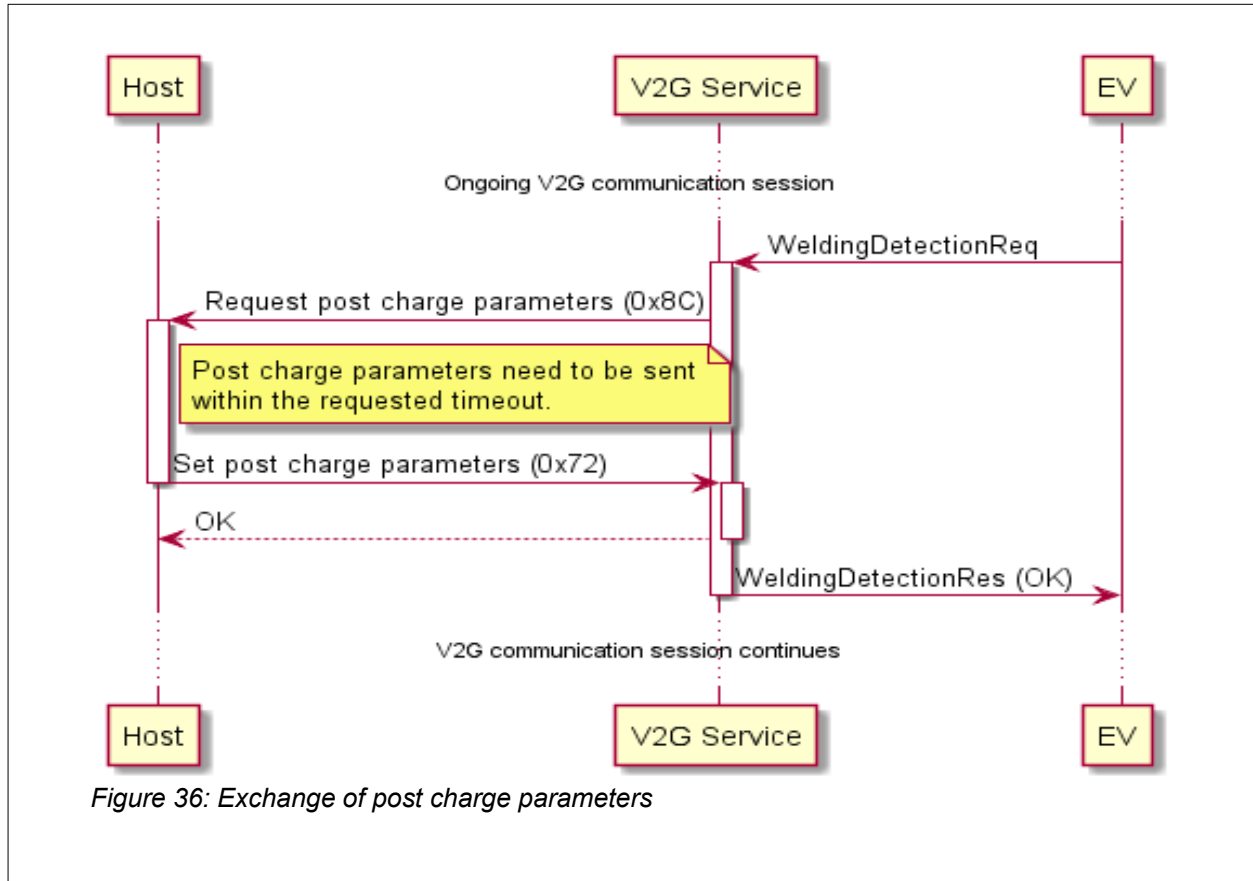 Host
V2G Service
EV
Ongoing V2G communication session
WeldingDetectionReq
Request post charge parameters (0x8C)
Post charge parameters need to be sent
within the requested timeout.
Set post charge parameters (0x72)
OK
WeldingDetectionRes (OK)
V2G communication session continues
Host
V2G Service
EV
Figure 36: Exchange of post charge parameters